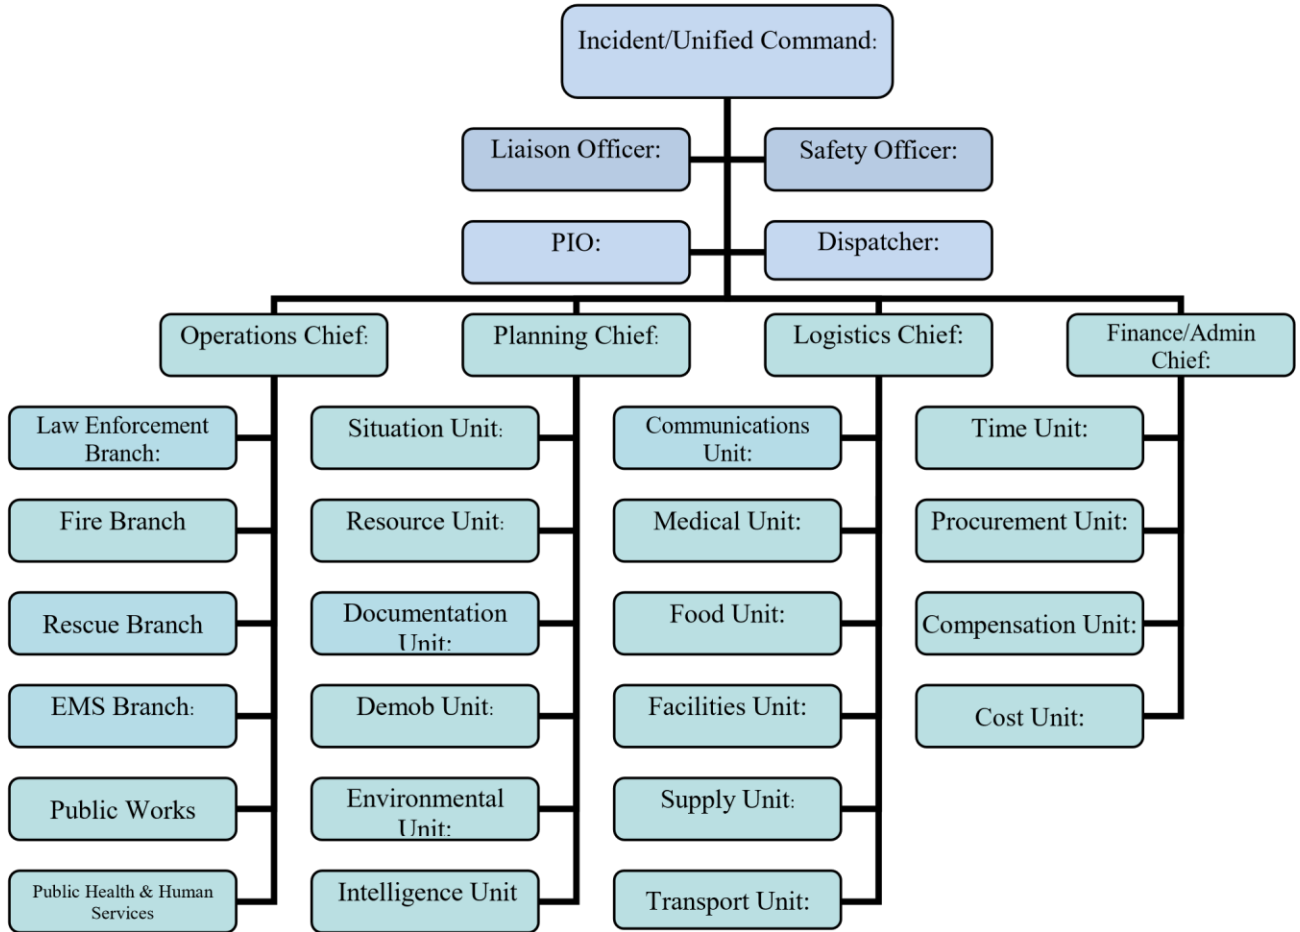 Incident/Unified Command:
Liaison Officer:
Safety Officer:
PIO:
Dispatcher:
Operations Chief:
Planning Chief:
Logistics Chief:
Finance/Admin
Chief:
Law Enforcement
Branch:
Situation Unit:
Communications
Unit:
Time Unit:
Fire Branch
Resource Unit:
Medical Unit:
Procurement Unit:
Rescue Branch
Documentation
Unit:
Food Unit:
Compensation Unit:
EMS Branch:
Demob Unit:
Facilities Unit:
Cost Unit:
Public Works
Environmental
Unit:
Supply Unit:
Public Health & Human
Services
Intelligence Unit
Transport Unit: